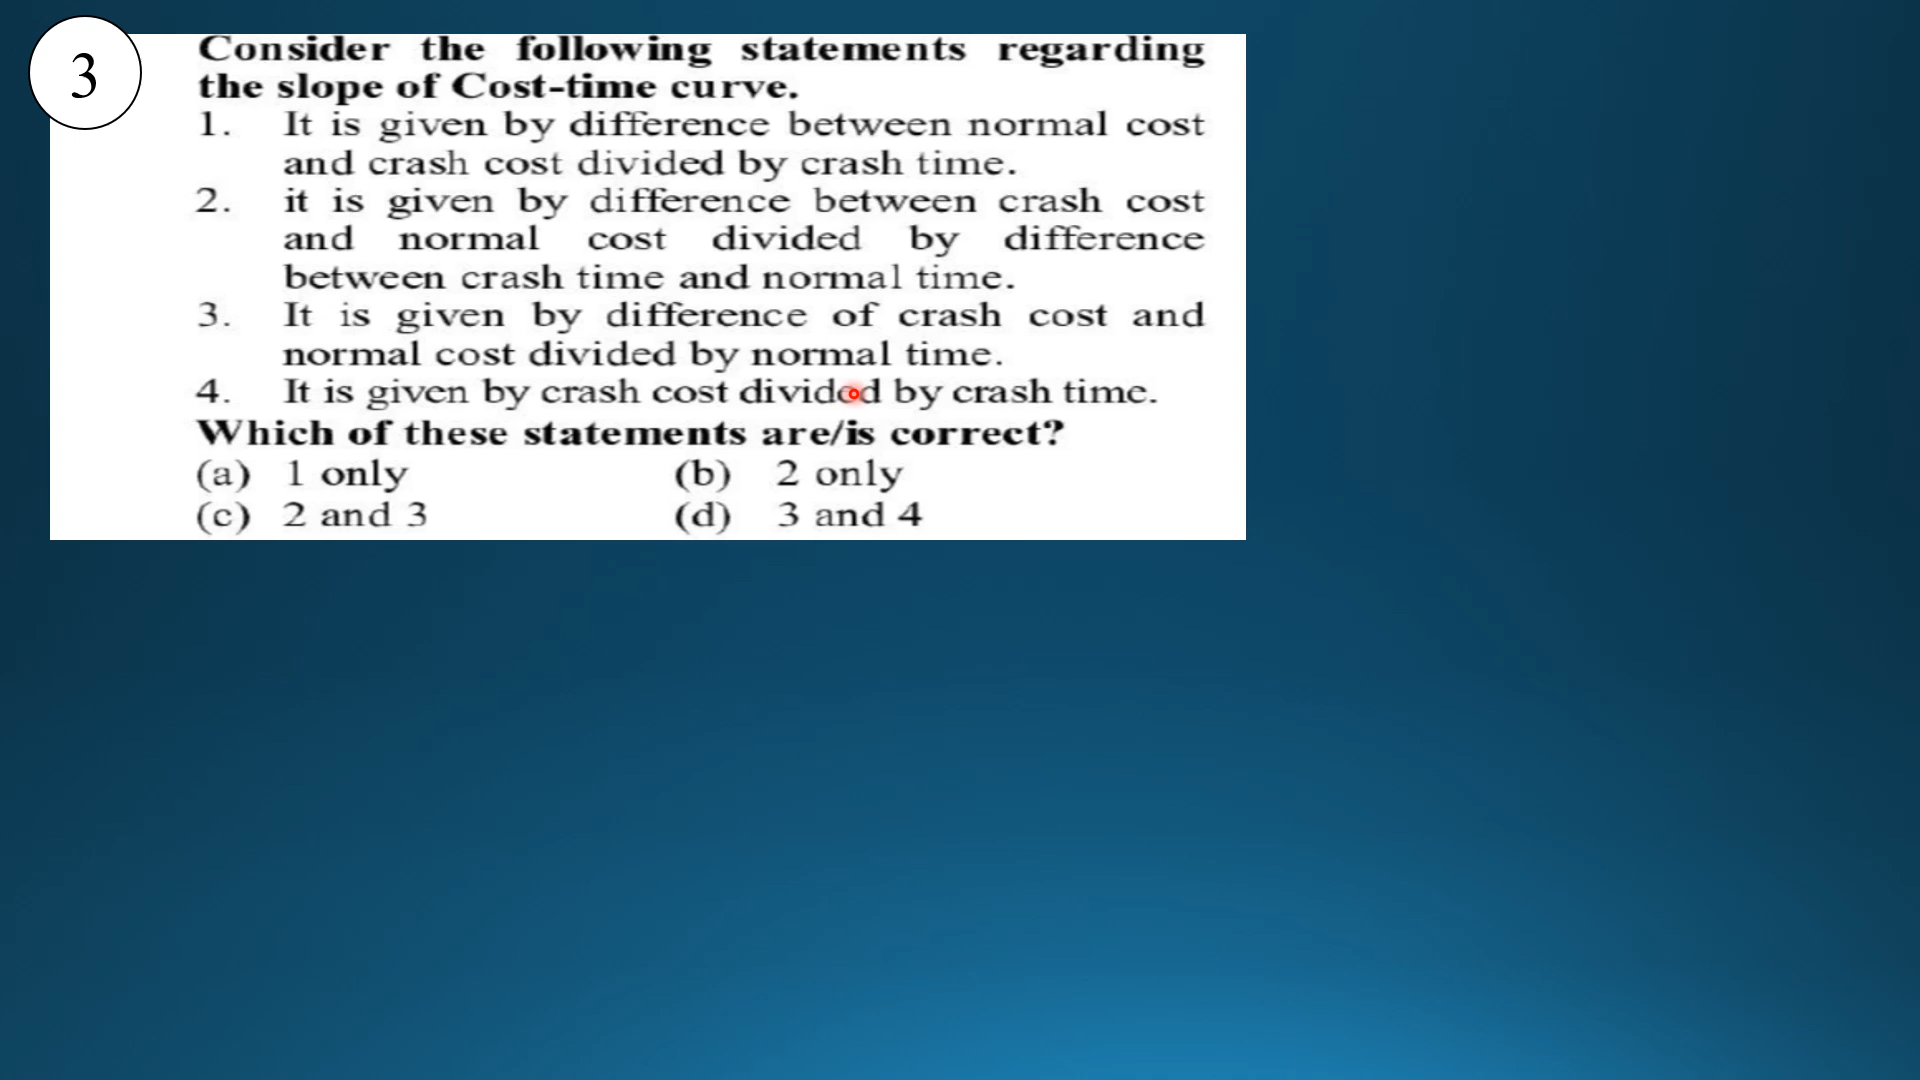 3
Consider the following statements regarding
the slope of Cost-time curve.
1. It is given by difference between normal cost
and crash cost divided by crash time.
2. it is given by difference between crash cost
and normal cost divided by difference
between crash time and normal time.
3. It is given by difference of crash cost and
normal cost divided by normal time.
4. It is given by crash cost divided by crash time.
Which of these statements are/is correct?
(a) 1 only (b) 2 only
(c) 2 and 3 (d) 3 and 4